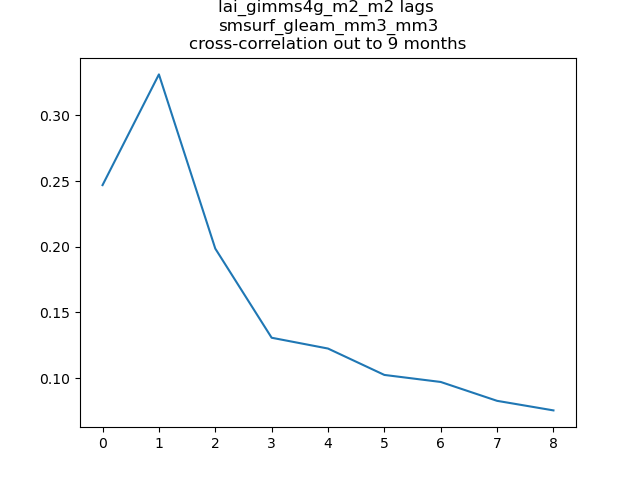 lai_gimms4g_m2_m2 lags
smsurf_gleam_mm3_mm3
cross-correlation out to 9 months
0.30
0.25
0.20
0.15
0.10
0 1 2 3 4 5 6 7 8